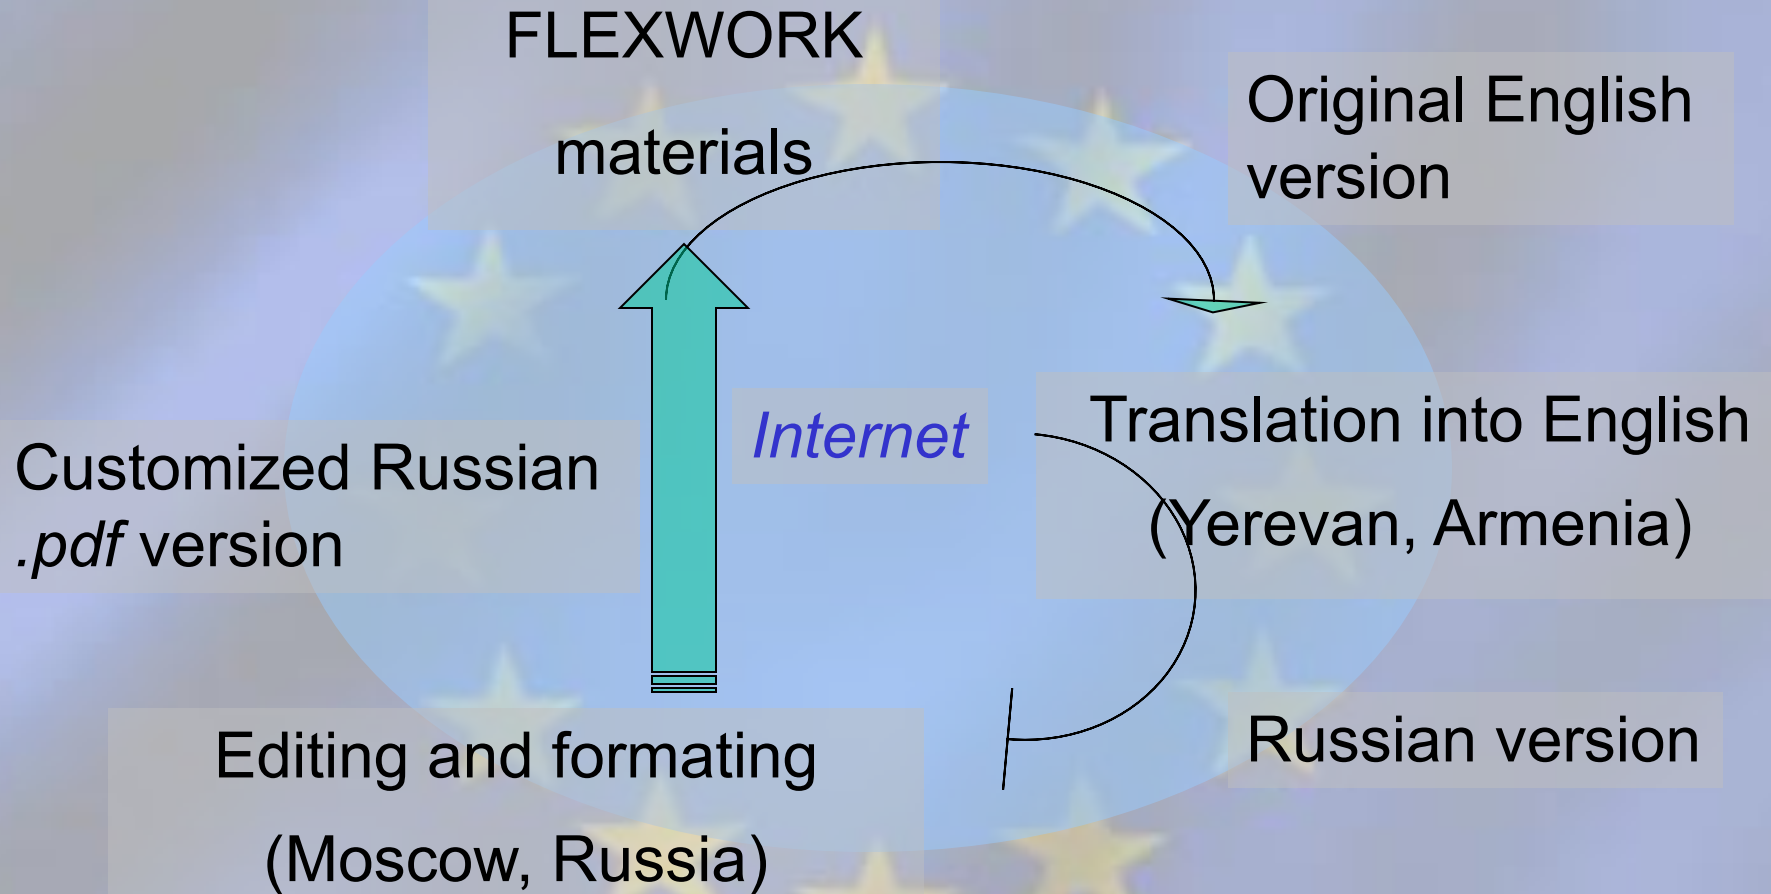 FLEXWORK
materials
Original English
version
Internet
Translation into English
(Yerevan, Armenia)
Customized Russian
.pdf version
Russian version
Editing and formating
(Moscow, Russia)